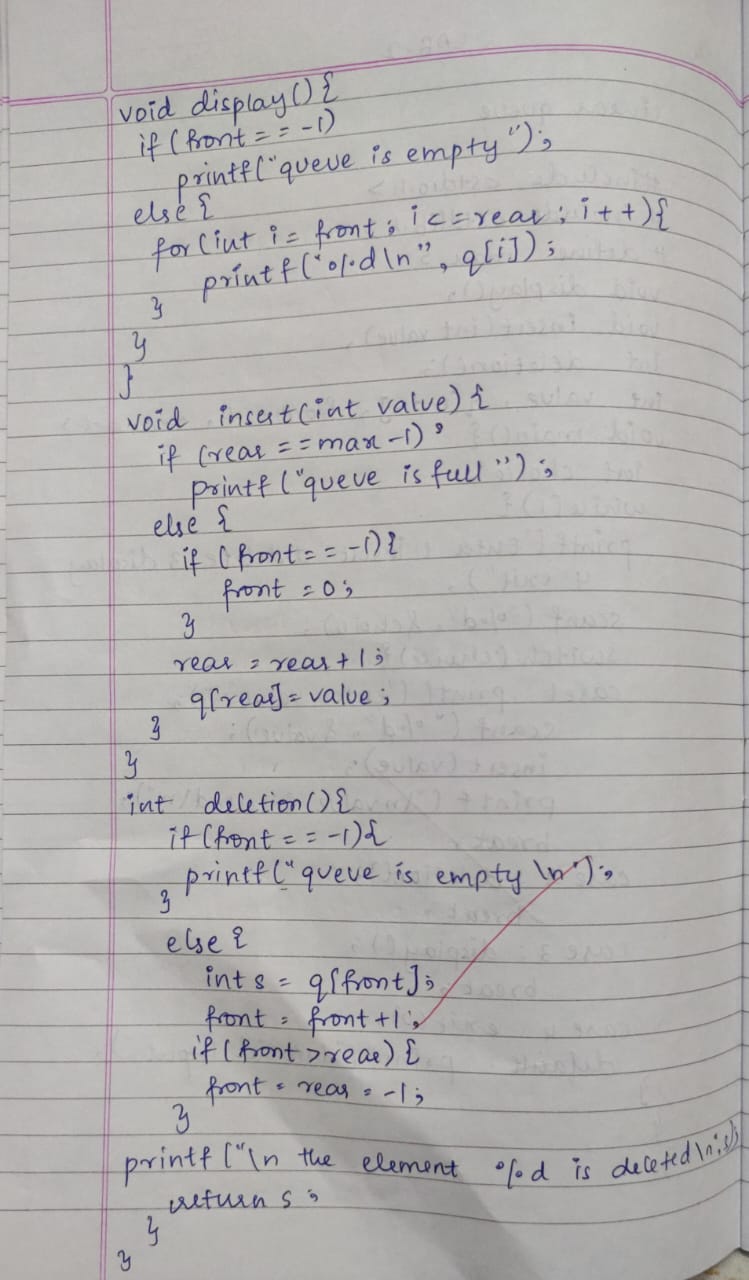 void display() {
if (front == -1)
printf("queue is empty");
else {
for (int i = front ; i <= rear ; i++) {
printf("%d\n", q[i]);
}
}
}
void insert(int value) {
if (rear == max-1)
printf("queue is full");
else {
if (front == -1) {
front = 0;
}
rear = rear + 1;
q[rear] = value;
}
}
int deletion() {
if (front == -1) {
printf("queue is empty \n");
}
else {
int s = q[front];
front = front + 1;
if (front > rear) {
front = rear = -1;
}
printf("\n the element %d is deleted \n", s);
return s;
}
}